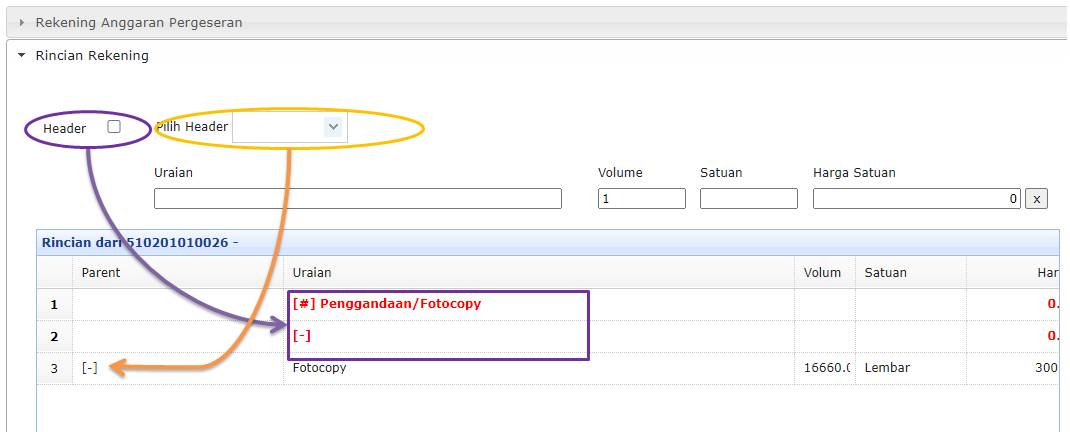 Rekening Anggaran Pergeseran
Rincian Rekening
Header Pilih Header
Uraian Volume Satuan Harga Satuan
1 0 x
Rincian dari 510201010026 -
Parent Uraian Volum Satuan Har
1 [#] Penggandaan/Fotocopy 0.
2 [-] 0.
3 [-] Fotocopy 16660.0 Lembar 300